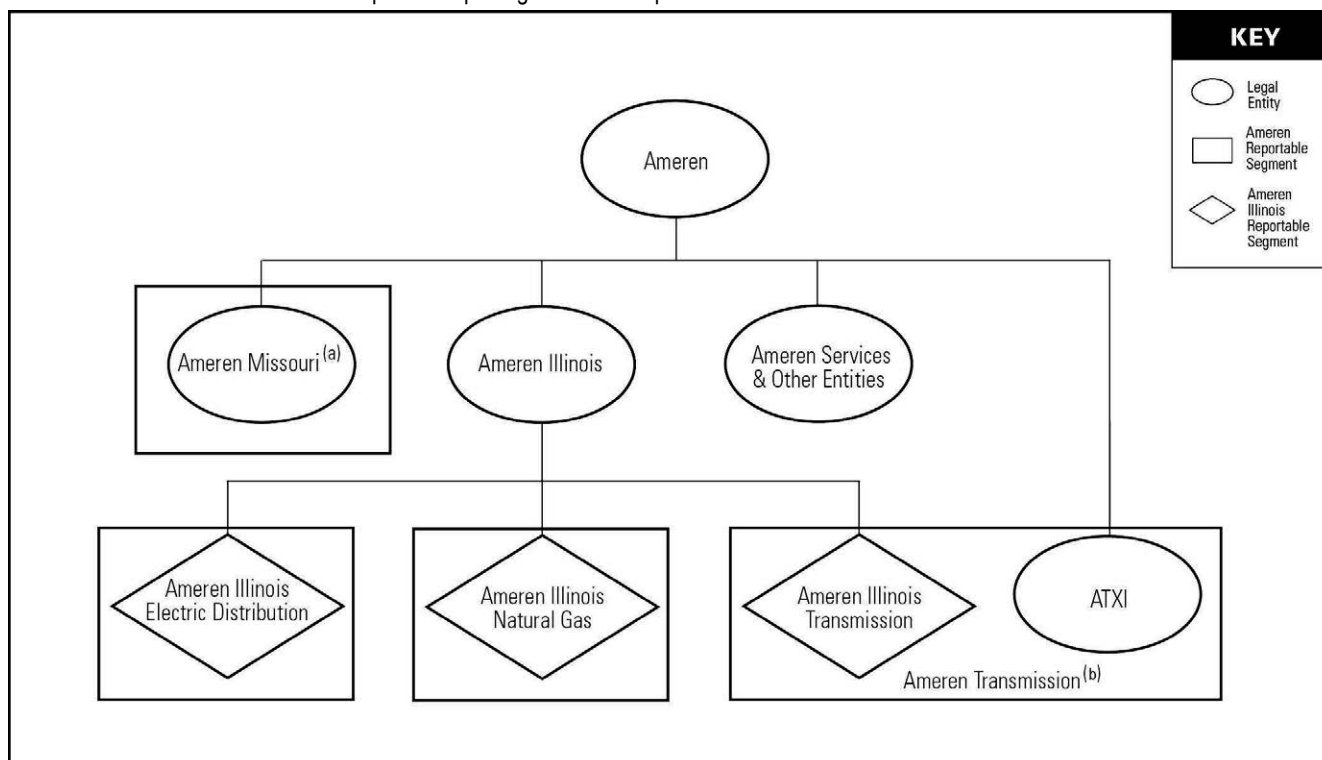 KEY
Legal
Entity
Ameren
Reportable
Segment
Ameren
Illinois
Reportable
Segment
Ameren
Ameren Missouri(a)
Ameren Illinois
Ameren Services
& Other Entities
Ameren Illinois
Electric Distribution
Ameren Illinois
Natural Gas
Ameren Illinois
Transmission
ATXI
Ameren Transmission(b)